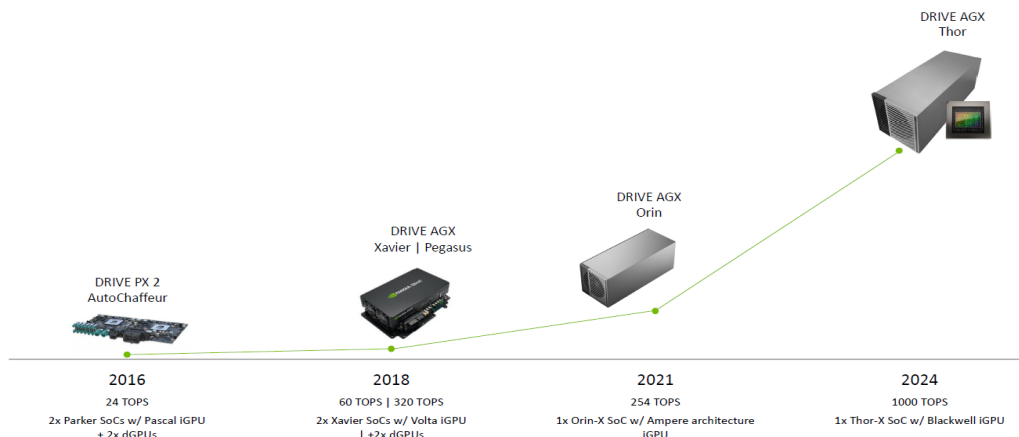 DRIVE AGX
Thor
DRIVE AGX
Orin
DRIVE AGX
Xavier | Pegasus
DRIVE PX 2
AutoChaffeur
2016
2018
2021
2024
24 TOPS
60 TOPS | 320 TOPS
254 TOPS
1000 TOPS
2x Parker SoCs w/ Pascal iGPU
+ 2x dGPUs
2x Xavier SoCs w/ Volta iGPU
| +2x dGPUs
1x Orin-X SoC w/ Ampere architecture
iGPU
1x Thor-X SoC w/ Blackwell iGPU